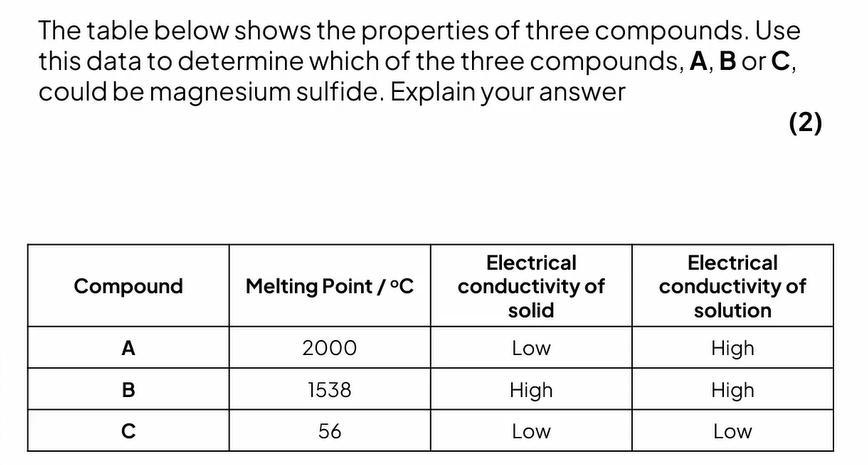 The table below shows the properties of three compounds. Use
this data to determine which of the three compounds, A, B or C,
could be magnesium sulfide. Explain your answer
(2)
Compound Melting Point / ºC Electrical conductivity of solid Electrical conductivity of solution
A 2000 Low High
B 1538 High High
C 56 Low Low